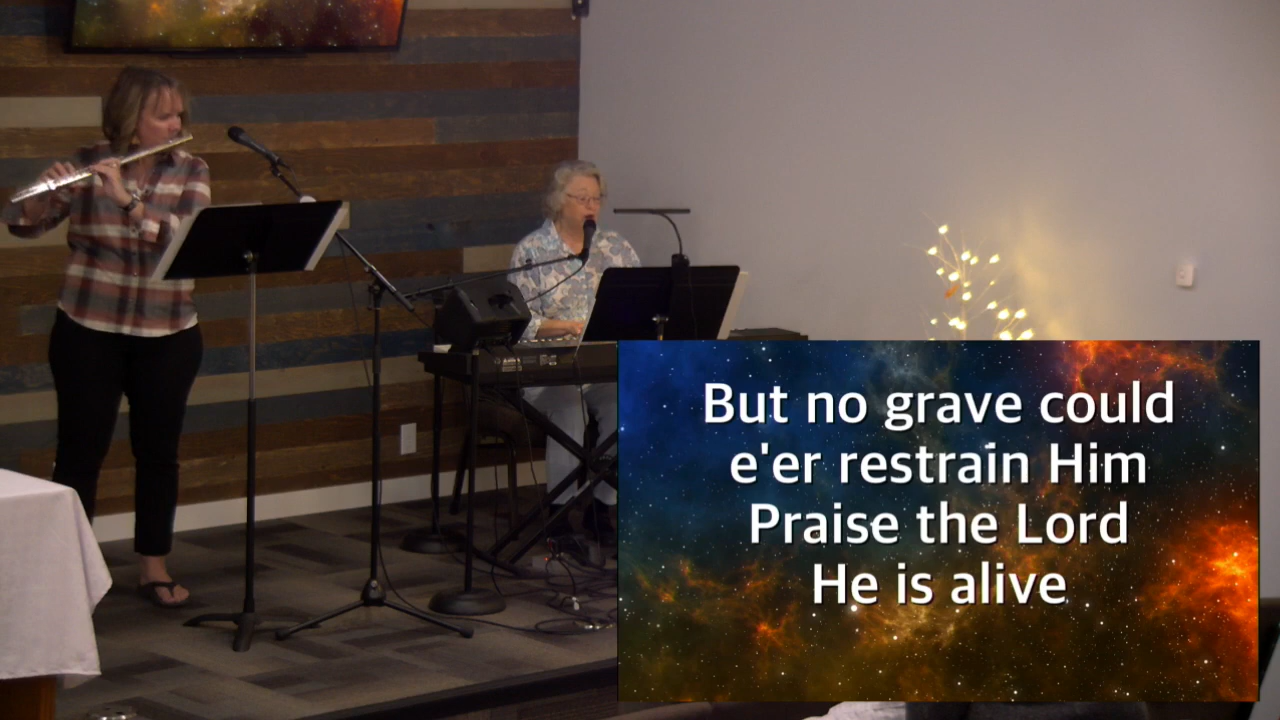 But no grave could
e'er restrain Him
Praise the Lord
He is alive